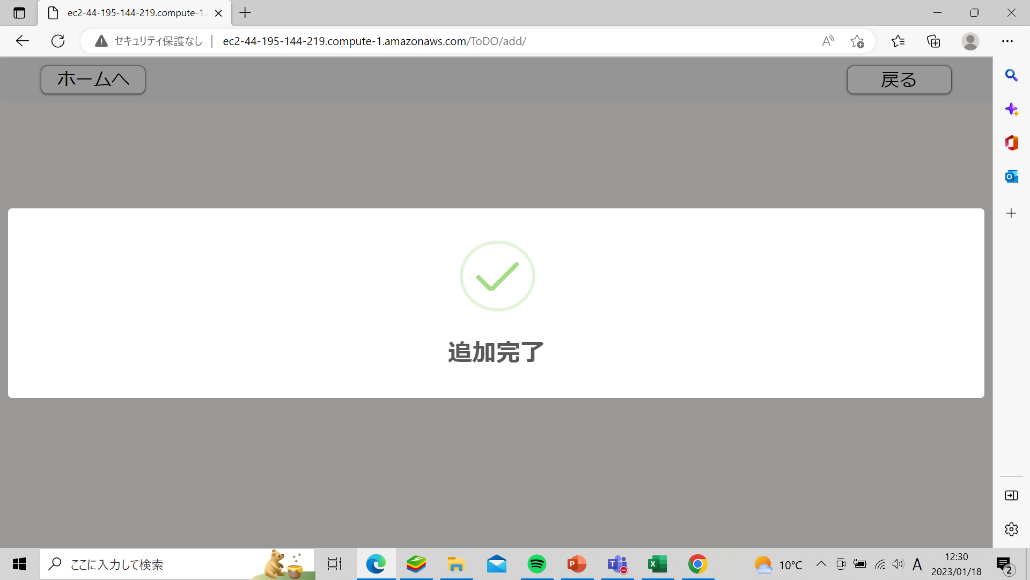 ec2-44-195-144-219.compute-1.
セキュリティ保護なし | ec2-44-195-144-219.compute-1.amazonaws.com/ToDO/add/
ホームへ
戻る
追加完了
ここに入力して検索
10°C
A
12:30
2023/01/18
2